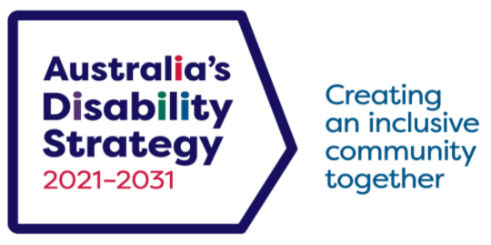 Australia's
Disability
Strategy
2021–2031
Creating
an inclusive
community
together